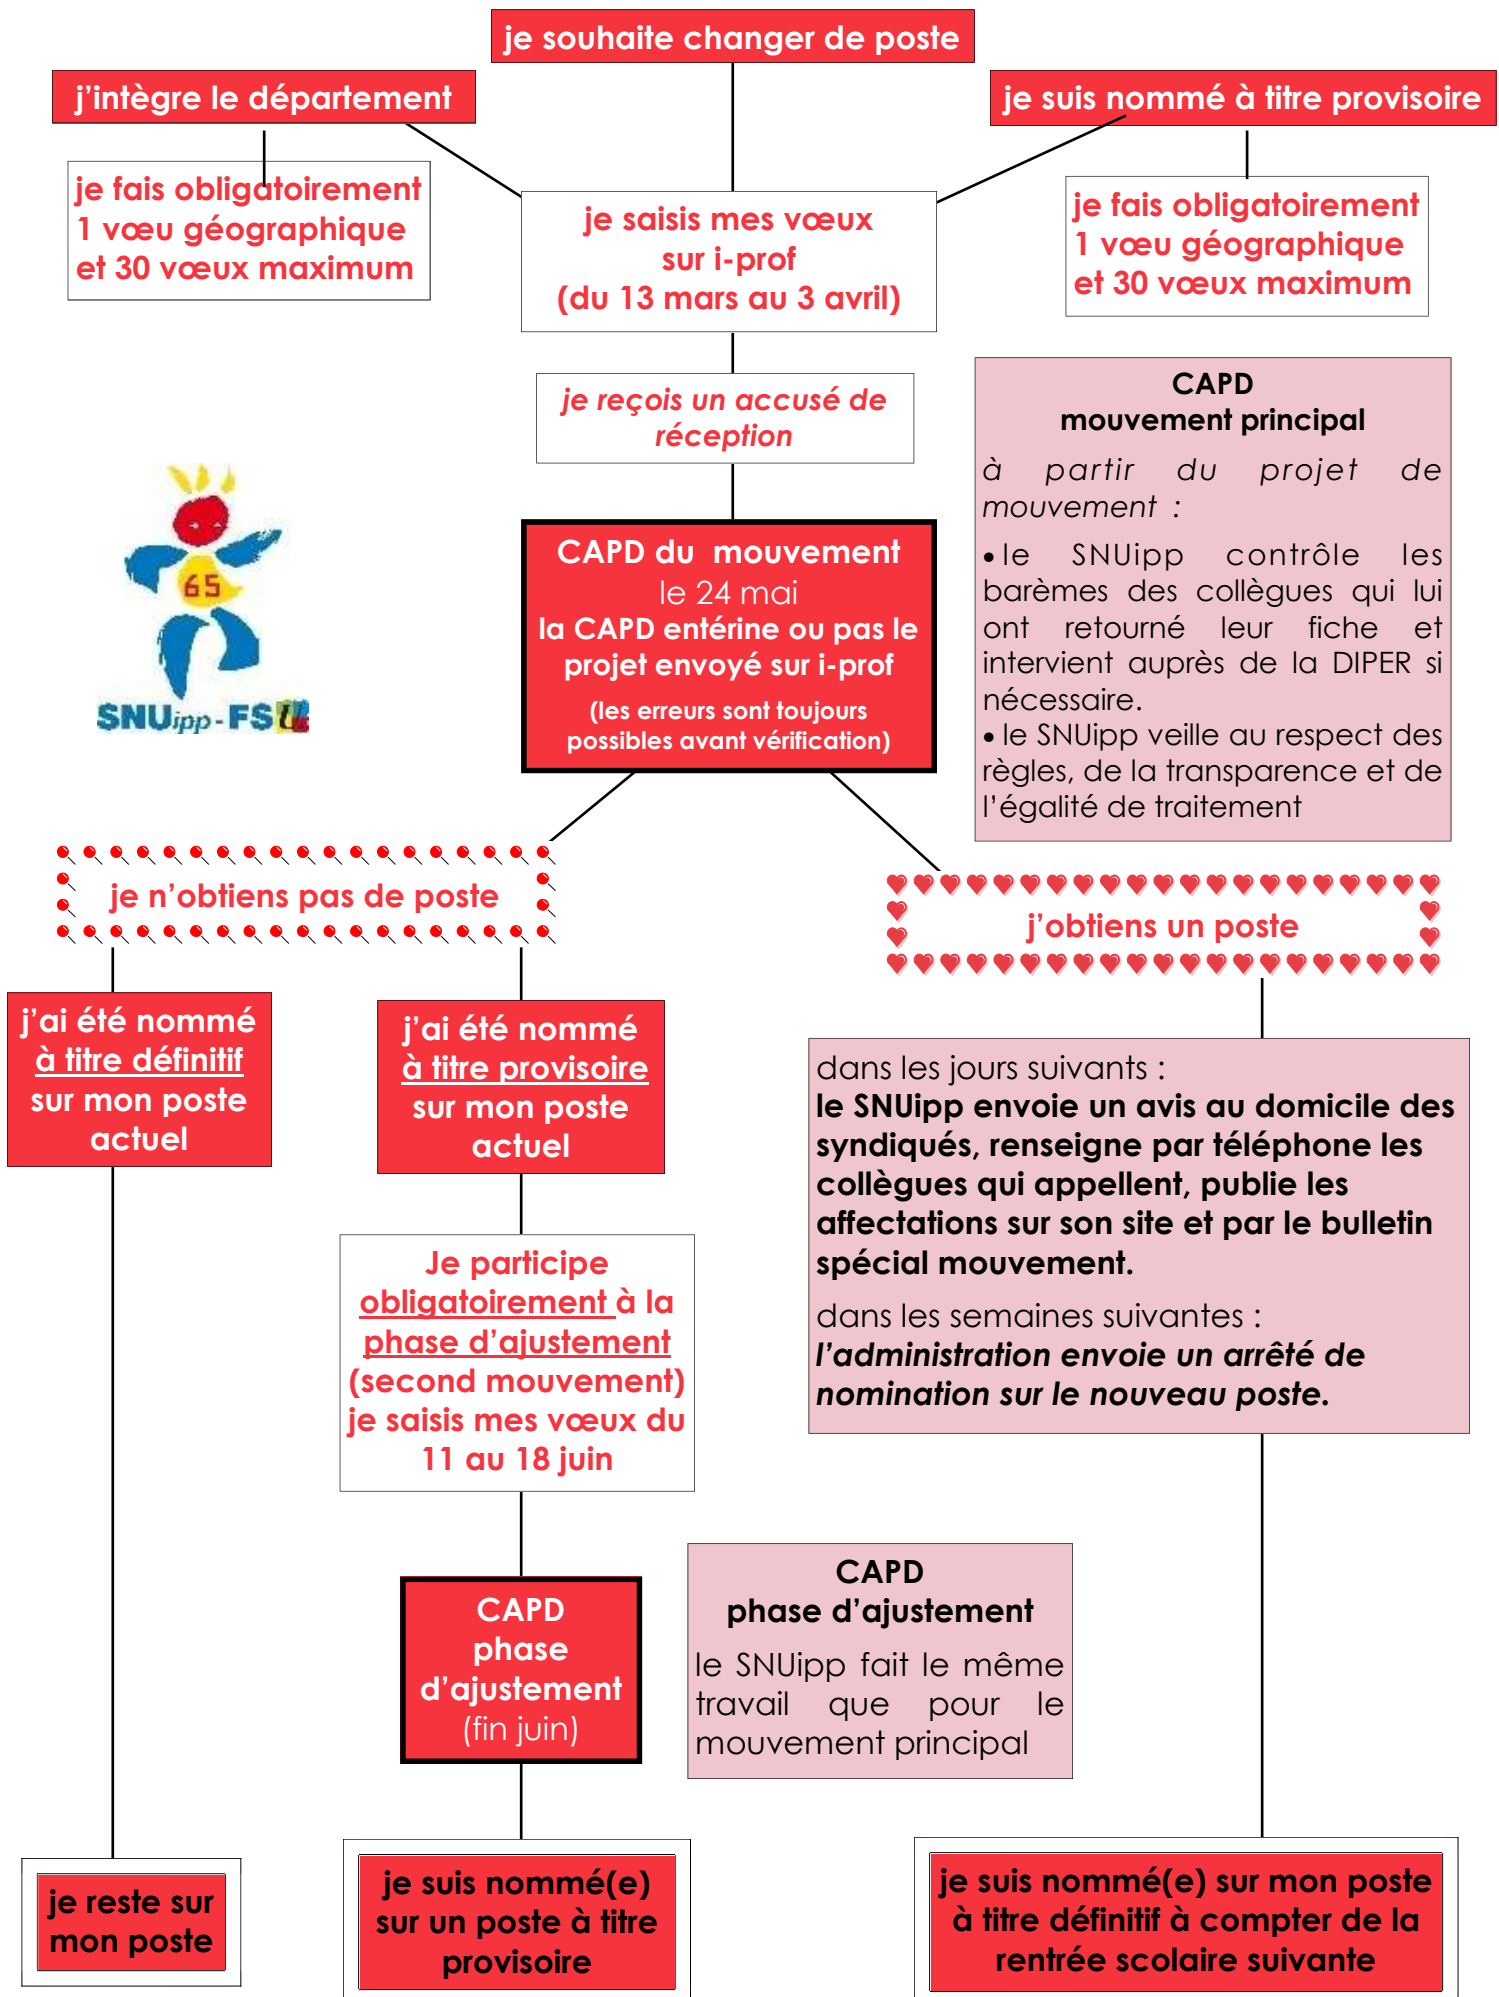 je souhaite changer de poste
j'intègre le département
je suis nommé à titre provisoire
je fais obligatoirement
1 vœu géographique
et 30 vœux maximum
je saisis mes vœux
sur i-prof
(du 13 mars au 3 avril)
je fais obligatoirement
1 vœu géographique
et 30 vœux maximum
je reçois un accusé de
réception
CAPD
mouvement principal
à partir du projet de
mouvement :
• le SNUipp contrôle les
barèmes des collègues qui lui
ont retourné leur fiche et
intervient auprès de la DIPER si
nécessaire.
• le SNUipp veille au respect des
règles, de la transparence et de
l'égalité de traitement
65
SNUipp - FSU
CAPD du mouvement
le 24 mai
la CAPD entérine ou pas le
projet envoyé sur i-prof
(les erreurs sont toujours
possibles avant vérification)
je n'obtiens pas de poste
j'obtiens un poste
j'ai été nommé
à titre définitif
sur mon poste
actuel
j'ai été nommé
à titre provisoire
sur mon poste
actuel
dans les jours suivants :
le SNUipp envoie un avis au domicile des
syndiqués, renseigne par téléphone les
collègues qui appellent, publie les
affectations sur son site et par le bulletin
spécial mouvement.
dans les semaines suivantes :
l'administration envoie un arrêté de
nomination sur le nouveau poste.
Je participe
obligatoirement à la
phase d'ajustement
(second mouvement)
je saisis mes vœux du
11 au 18 juin
CAPD
phase
d'ajustement
(fin juin)
CAPD
phase d'ajustement
le SNUipp fait le même
travail que pour le
mouvement principal
je reste sur
mon poste
je suis nommé(e)
sur un poste à titre
provisoire
je suis nommé(e) sur mon poste
à titre définitif à compter de la
rentrée scolaire suivante